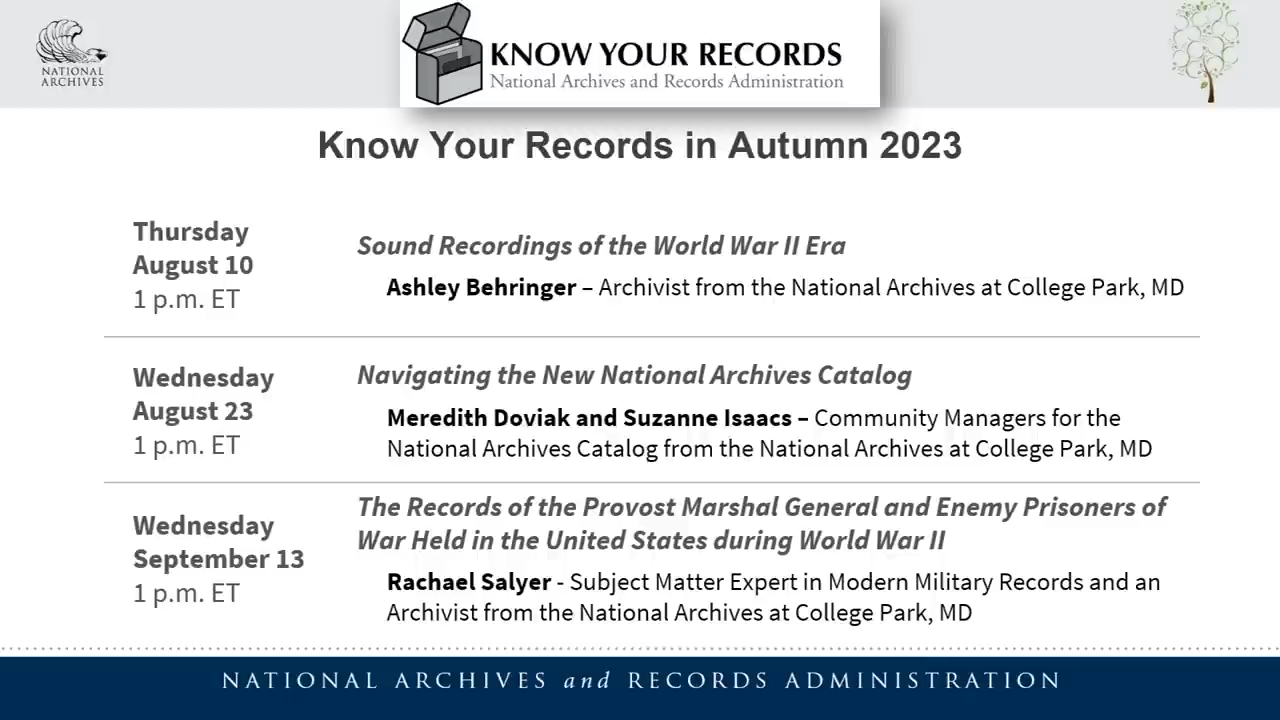 NATIONAL
ARCHIVES
KNOW YOUR RECORDS
National Archives and Records Administration
Know Your Records in Autumn 2023
Thursday
August 10
1 p.m. ET
Sound Recordings of the World War II Era
Ashley Behringer – Archivist from the National Archives at College Park, MD
Wednesday
August 23
1 p.m. ET
Navigating the New National Archives Catalog
Meredith Doviak and Suzanne Isaacs – Community Managers for the
National Archives Catalog from the National Archives at College Park, MD
Wednesday
September 13
1 p.m. ET
The Records of the Provost Marshal General and Enemy Prisoners of
War Held in the United States during World War II
Rachael Salyer - Subject Matter Expert in Modern Military Records and an
Archivist from the National Archives at College Park, MD
NATIONAL ARCHIVES and RECORDS ADMINISTRATION